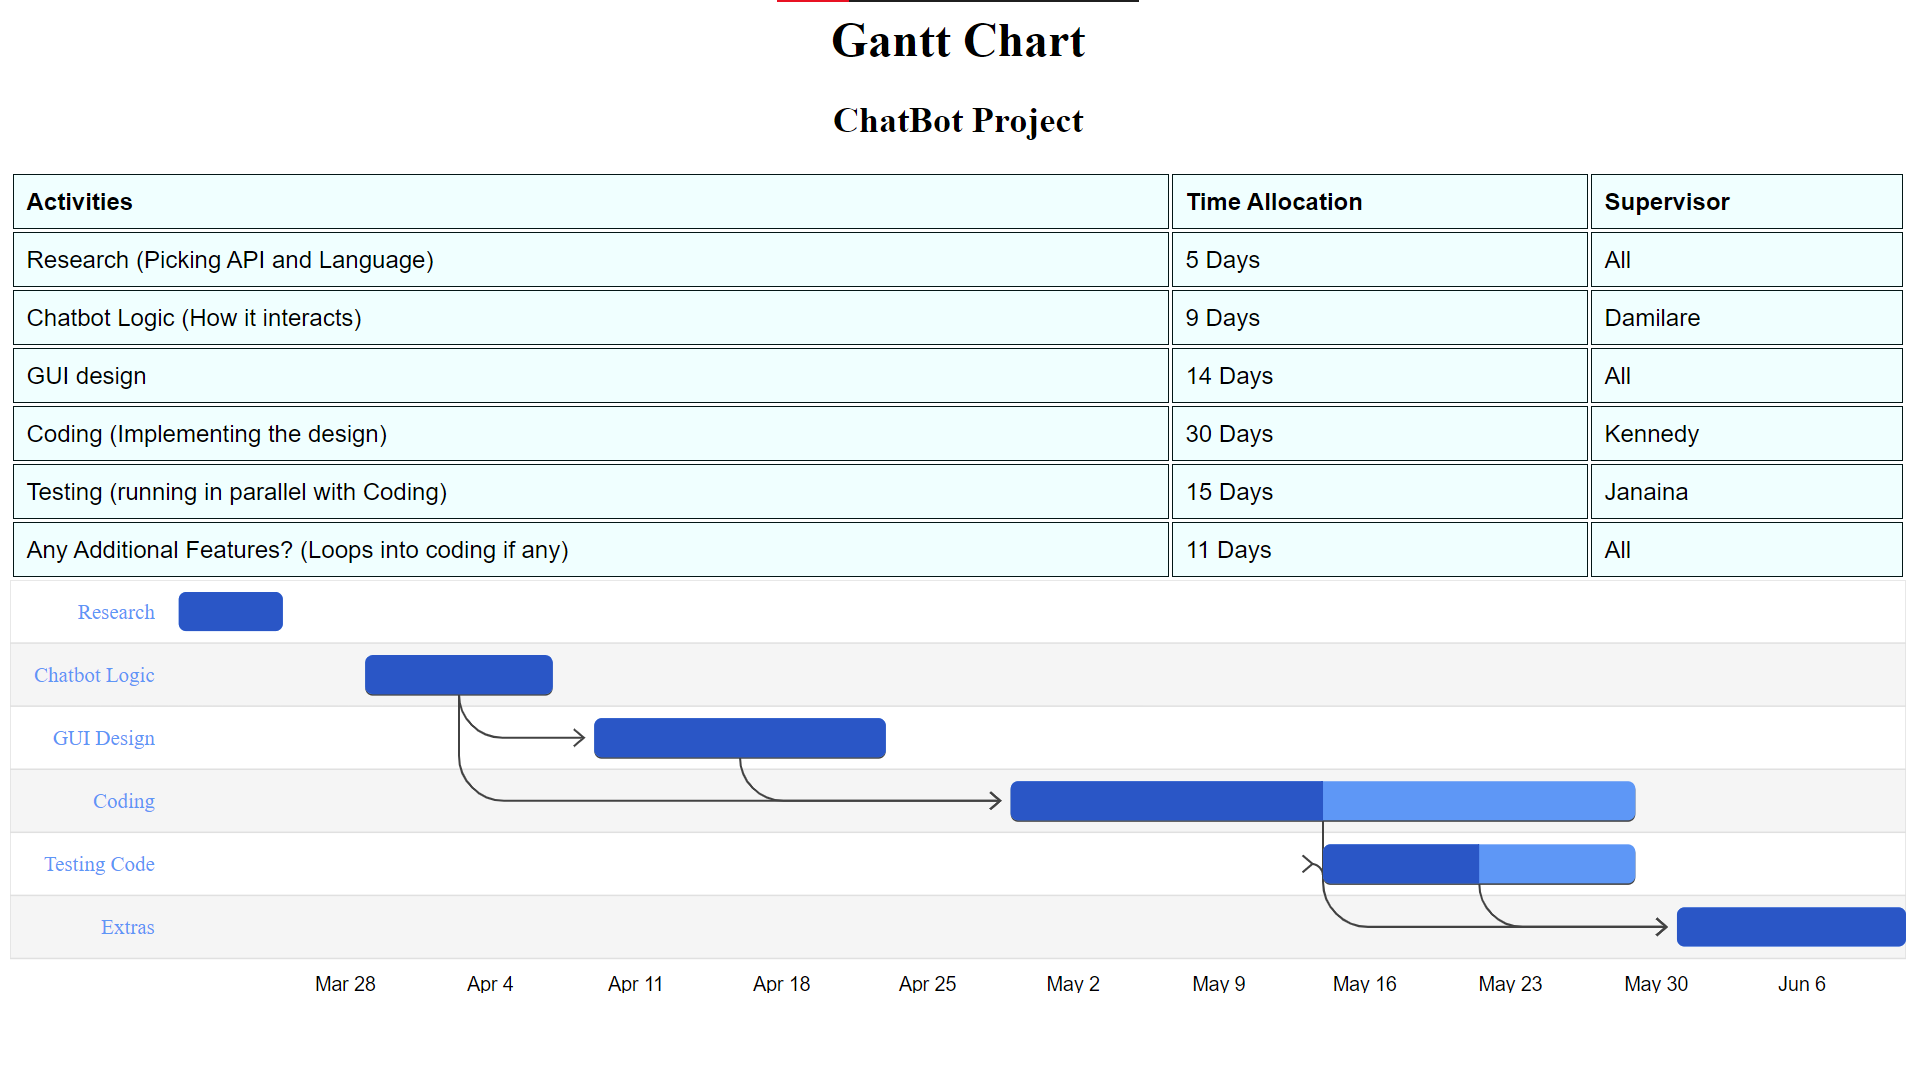 Gantt Chart
ChatBot Project
Activities Time Allocation Supervisor
Research (Picking API and Language) 5 Days All
Chatbot Logic (How it interacts) 9 Days Damilare
GUI design 14 Days All
Coding (Implementing the design) 30 Days Kennedy
Testing (running in parallel with Coding) 15 Days Janaina
Any Additional Features? (Loops into coding if any) 11 Days All
Research
Chatbot Logic
GUI Design
Coding
Testing Code
Extras
Mar 28 Apr 4 Apr 11 Apr 18 Apr 25 May 2 May 9 May 16 May 23 May 30 Jun 6